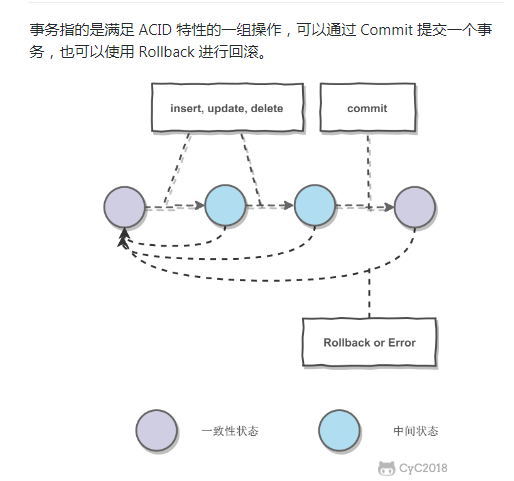 事务指的是满足 ACID 特性的一组操作，可以通过 Commit 提交一个事
务，也可以使用 Rollback 进行回滚。
insert, update, delete
commit
Rollback or Error
一致性状态
中间状态
CyC2018